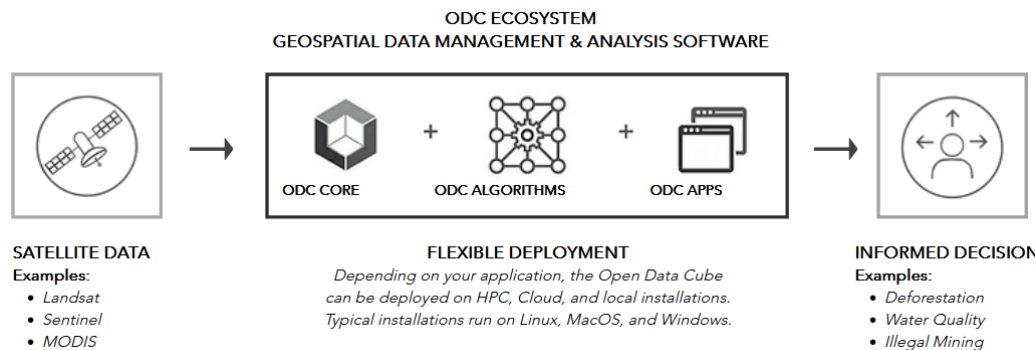 ODC ECOSYSTEM
GEOSPATIAL DATA MANAGEMENT & ANALYSIS SOFTWARE
+
+
ODC CORE
ODC ALGORITHMS
ODC APPS
SATELLITE DATA
Examples:
• Landsat
• Sentinel
• MODIS
FLEXIBLE DEPLOYMENT
Depending on your application, the Open Data Cube
can be deployed on HPC, Cloud, and local installations.
Typical installations run on Linux, MacOS, and Windows.
INFORMED DECISION
Examples:
• Deforestation
• Water Quality
• Illegal Mining